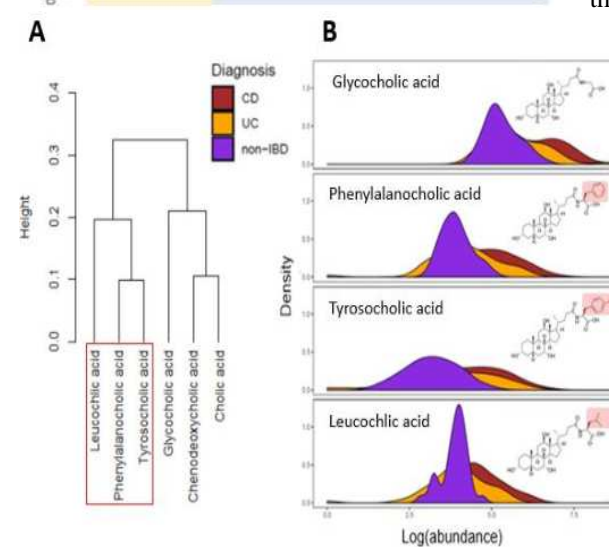 th
A
B
Diagnosis
CD
UC
non-IBD
Height
0.4
0.3
0.2
0.1
0.0
Leucochlic acid
Phenylalanocholic acid
Tyrosocholic acid
Glycocholic acid
Chenodeoxycholic acid
Cholic acid
Density
Glycocholic acid
Phenylalanocholic acid
Tyrosocholic acid
Leucochlic acid
Log(abundance)